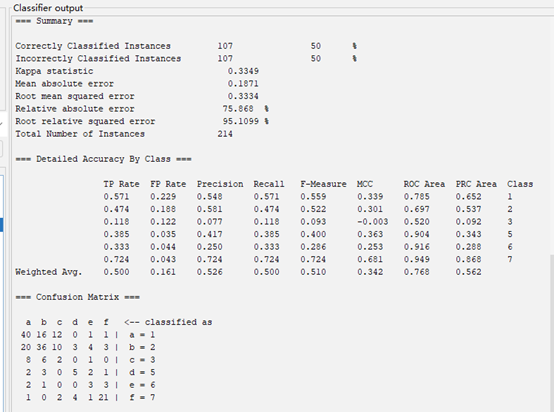 Classifier output
=== Summary ===
Correctly Classified Instances 107 50 %
Incorrectly Classified Instances 107 50 %
Kappa statistic 0.3349
Mean absolute error 0.1871
Root mean squared error 0.3334
Relative absolute error 75.868 %
Root relative squared error 95.1099 %
Total Number of Instances 214
=== Detailed Accuracy By Class ===
TP Rate FP Rate Precision Recall F-Measure MCC ROC Area PRC Area Class
0.571 0.229 0.548 0.571 0.559 0.339 0.785 0.652 1
0.474 0.188 0.581 0.474 0.522 0.301 0.697 0.537 2
0.118 0.122 0.077 0.118 0.093 -0.003 0.520 0.092 3
0.385 0.035 0.417 0.385 0.400 0.363 0.904 0.343 5
0.333 0.044 0.250 0.333 0.286 0.253 0.916 0.288 6
0.724 0.043 0.724 0.724 0.724 0.681 0.949 0.868 7
Weighted Avg. 0.500 0.161 0.526 0.500 0.510 0.342 0.768 0.562
=== Confusion Matrix ===
a b c d e f <-- classified as
40 16 12 0 1 1 | a = 1
20 36 10 3 4 3 | b = 2
8 6 2 0 1 0 | c = 3
2 3 0 5 2 1 | d = 5
2 1 0 0 3 3 | e = 6
1 0 2 4 1 21 | f = 7